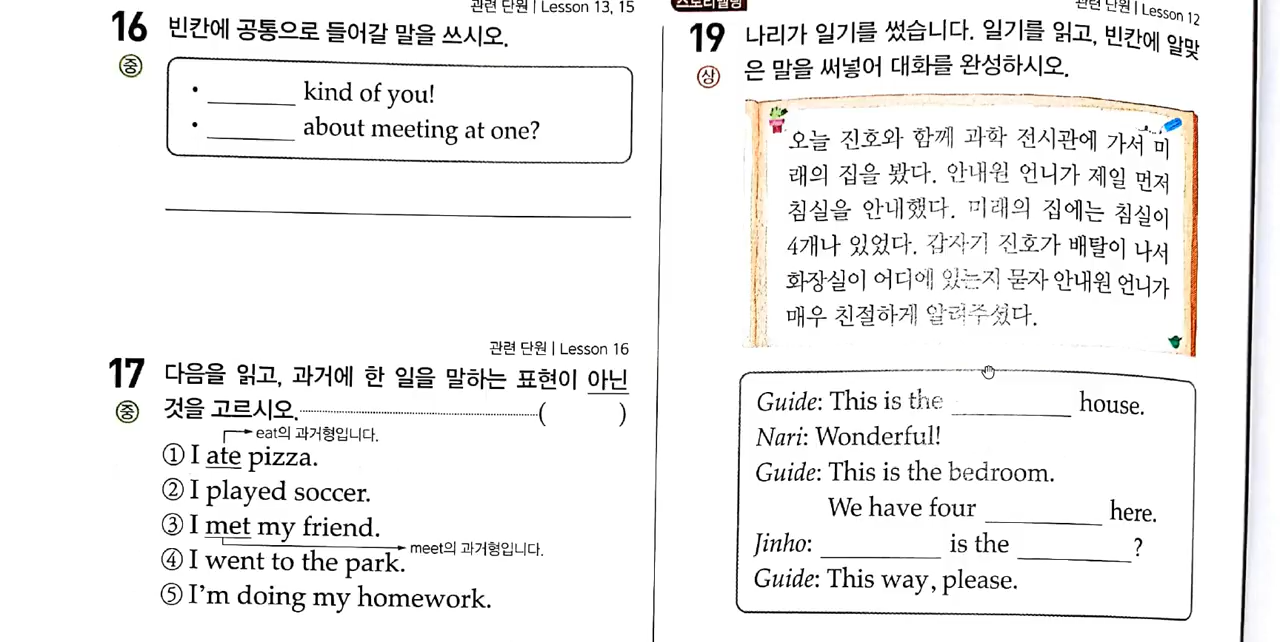 관련 단원 | Lesson 13, 15
16 빈칸에 공통으로 들어갈 말을 쓰시오.
중
• ________ kind of you!
• ________ about meeting at one?
관련 단원 | Lesson 16
17 다음을 읽고, 과거에 한 일을 말하는 표현이 아닌
중 것을 고르시오. ( )
eat의 과거형입니다.
① I ate pizza.
② I played soccer.
③ I met my friend.
meet의 과거형입니다.
④ I went to the park.
⑤ I'm doing my homework.
스토리텔링
관련 단원 | Lesson 12
19 나리가 일기를 썼습니다. 일기를 읽고, 빈칸에 알맞
상 은 말을 써넣어 대화를 완성하시오.
오늘 진호와 함께 과학 전시관에 가서 미
래의 집을 봤다. 안내원 언니가 제일 먼저
침실을 안내했다. 미래의 집에는 침실이
4개나 있었다. 갑자기 진호가 배탈이 나서
화장실이 어디에 있는지 묻자 안내원 언니가
매우 친절하게 알려주셨다.
Guide: This is the __________ house.
Nari: Wonderful!
Guide: This is the bedroom.
We have four __________ here.
Jinho: __________ is the __________?
Guide: This way, please.